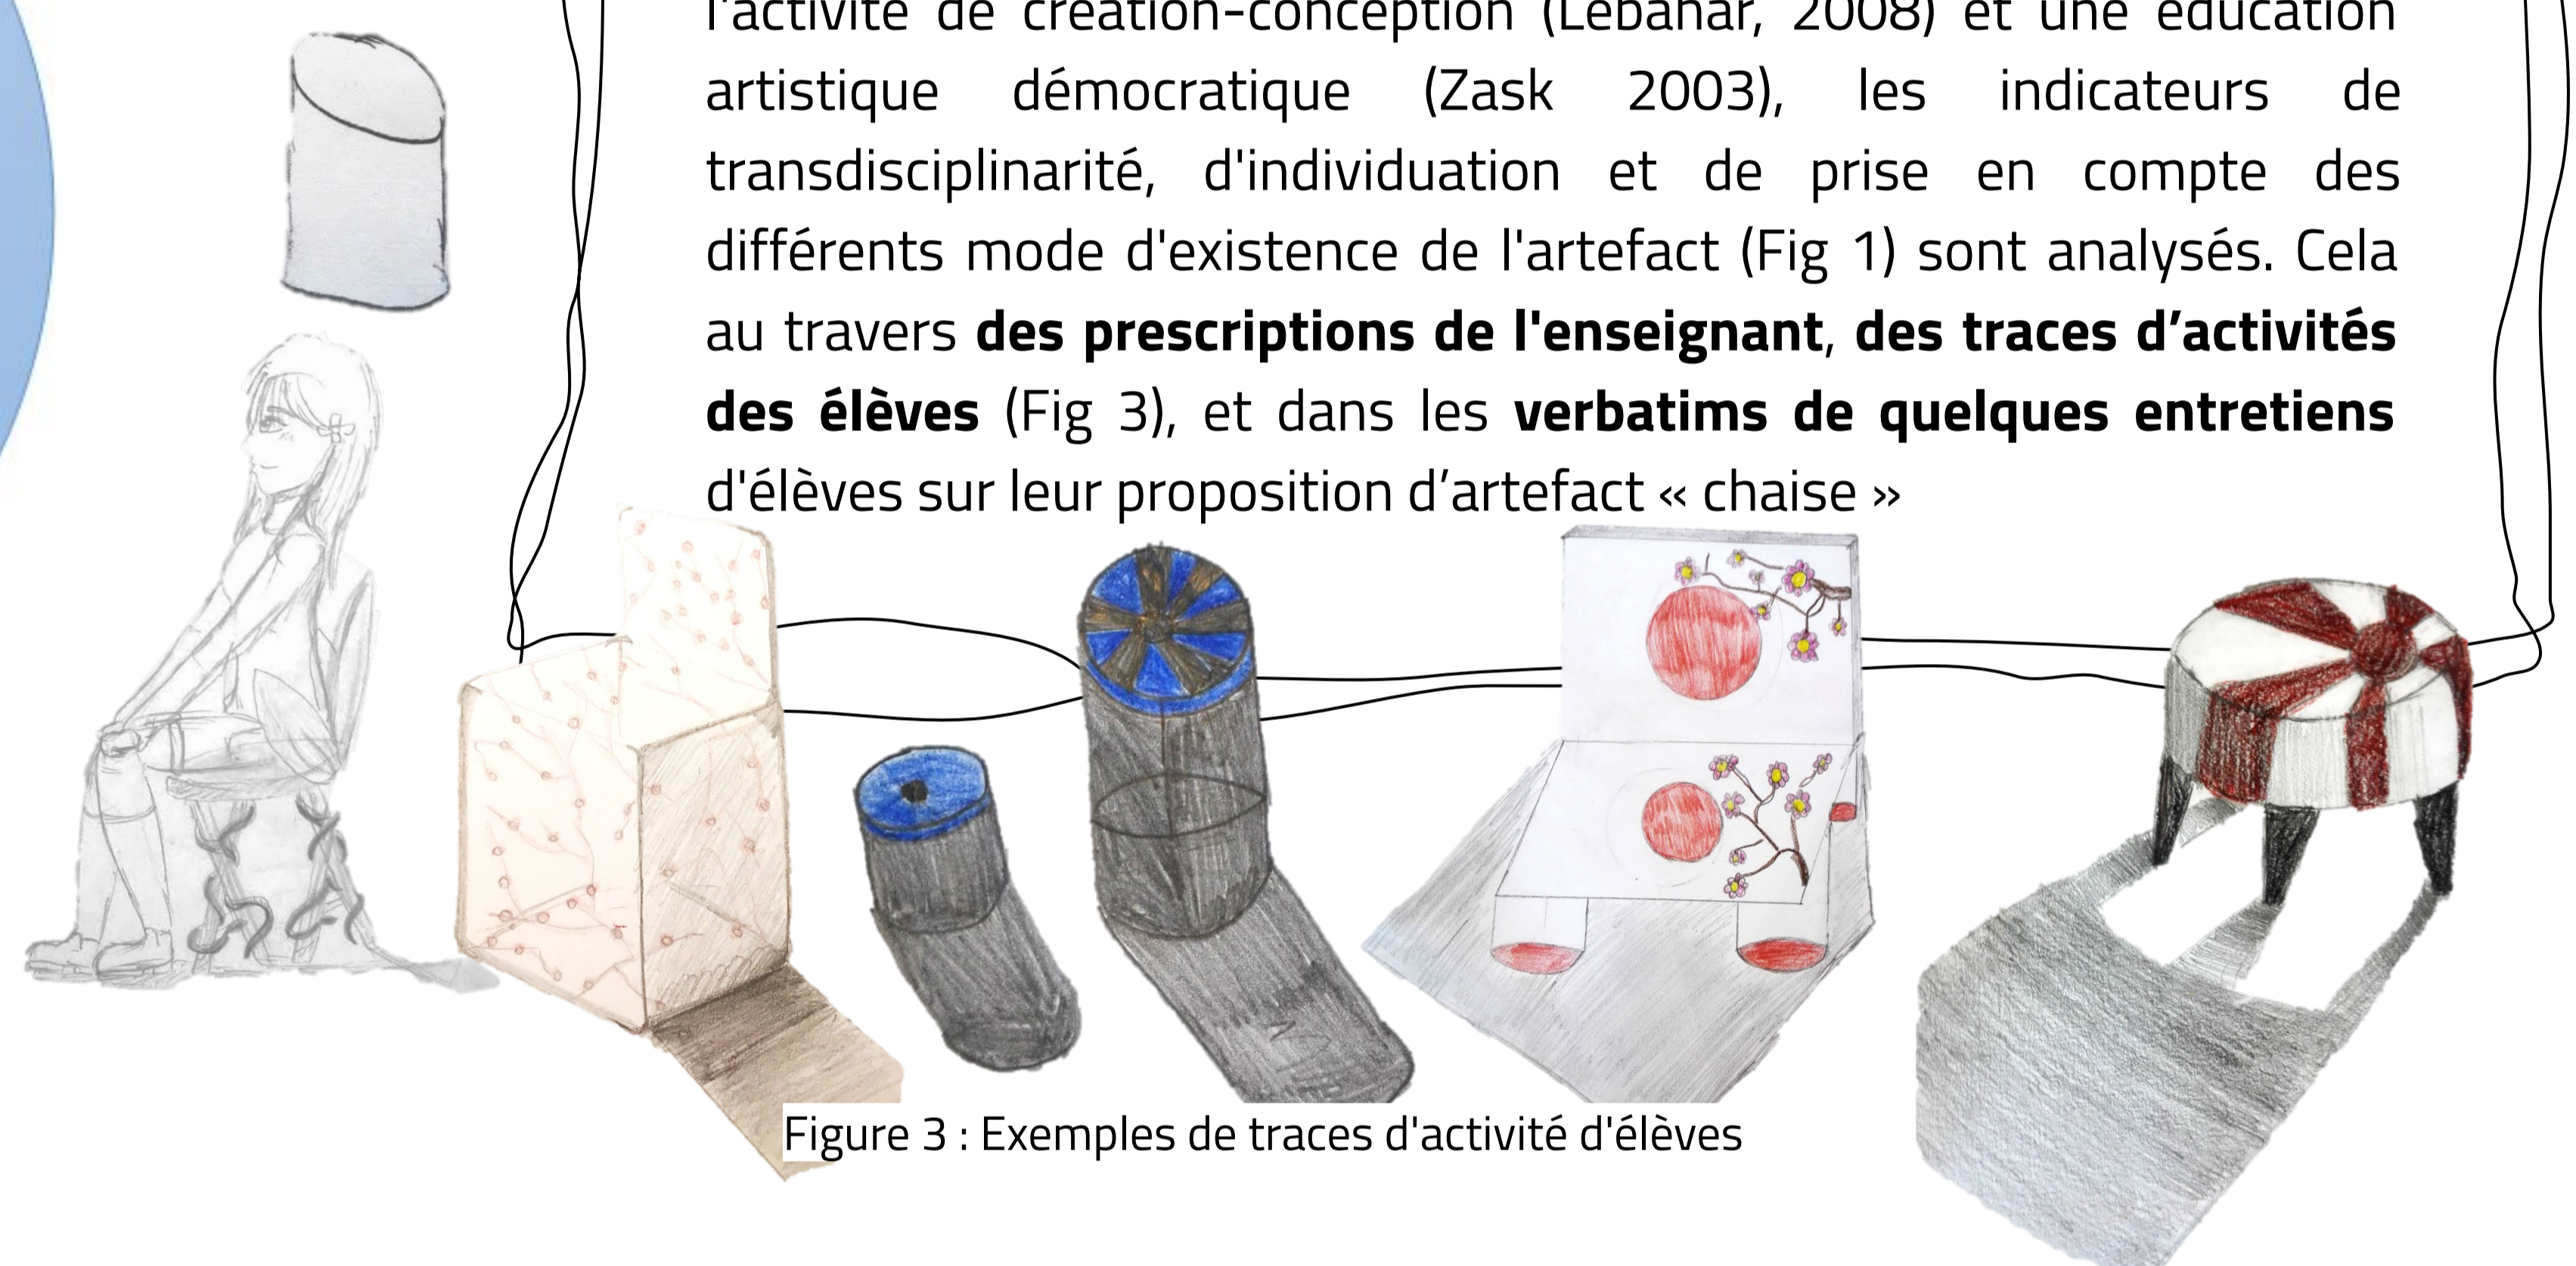 l'activité de création-conception (Lebahar, 2008) et une éducation
artistique démocratique (Zask 2003), les indicateurs de
transdisciplinarité, d'individuation et de prise en compte des
différents mode d'existence de l'artefact (Fig 1) sont analysés. Cela
au travers des prescriptions de l'enseignant, des traces d’activités
des élèves (Fig 3), et dans les verbatims de quelques entretiens
d'élèves sur leur proposition d’artefact « chaise »
Figure 3 : Exemples de traces d'activité d'élèves